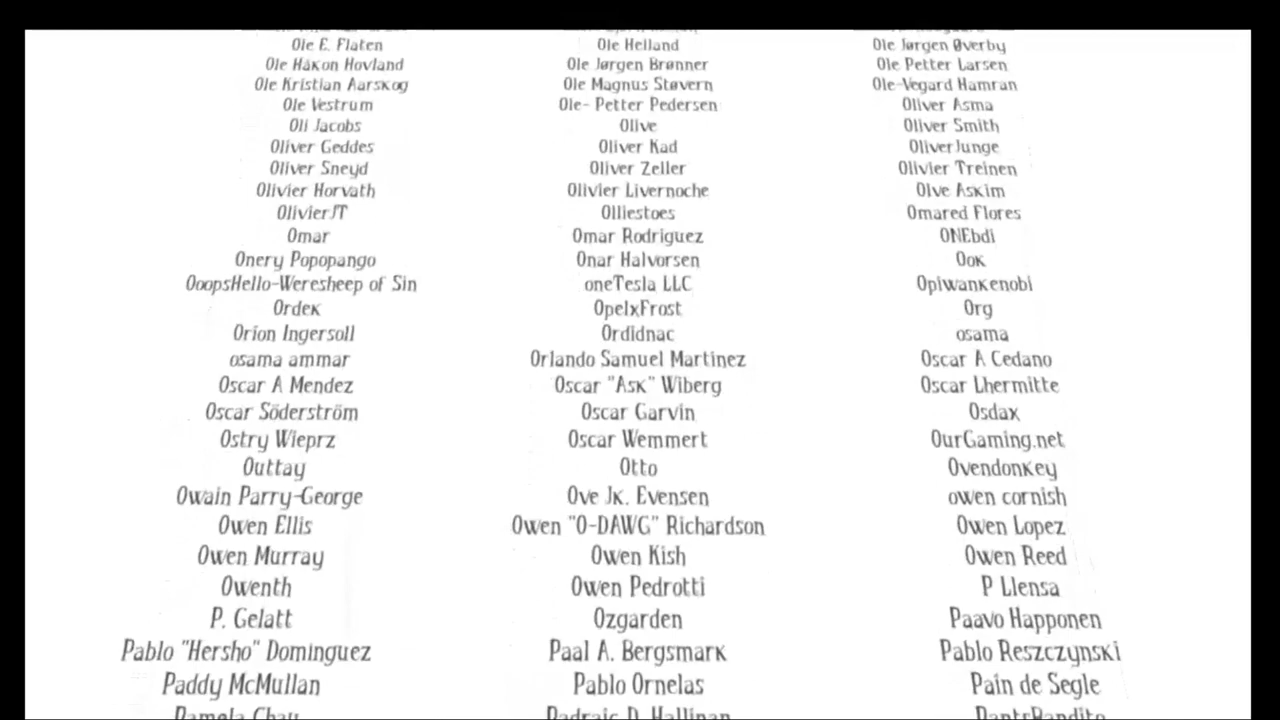 Ole E. Flaten Ole Helland Ole Jørgen Øverby
Ole Håkon Hovland Ole Jørgen Brønner Ole Petter Larsen
Ole Kristian Aarskog Ole Magnus Støvern Ole-Vegard Hamran
Ole Vestrum Ole- Petter Pedersen Oliver Asma
Oli Jacobs Olive Oliver Smith
Oliver Geddes Oliver Kad OliverJunge
Oliver Sneyd Oliver Zeller Olivier Treinen
Olivier Horvath Olivier Livernoche Olve Askim
OlivierJT Olliestoes Omared Flores
Omar Omar Rodriguez ONEbdi
Onery Popopango Onar Halvorsen Ook
OoopsHello-Weresheep of Sin oneTesla LLC Opiwankenobi
Ordek OpelxFrost Org
Orion Ingersoll Ordidnac osama
osama ammar Orlando Samuel Martinez Oscar A Cedano
Oscar A Mendez Oscar "Ask" Wiberg Oscar Lhermitte
Oscar Söderström Oscar Garvin Osdax
Ostry Wieprz Oscar Wemmert OurGaming.net
Outtay Otto Ovendonkey
Owain Parry-George Ove Jk. Evensen owen cornish
Owen Ellis Owen "O-DAWG" Richardson Owen Lopez
Owen Murray Owen Kish Owen Reed
Owenth Owen Pedrotti P Llensa
P. Gelatt Ozgarden Paavo Happonen
Pablo "Hersho" Dominguez Paal A. Bergsmark Pablo Reszczynski
Paddy McMullan Pablo Ornelas Pain de Segle
Padraic D. Hallinan